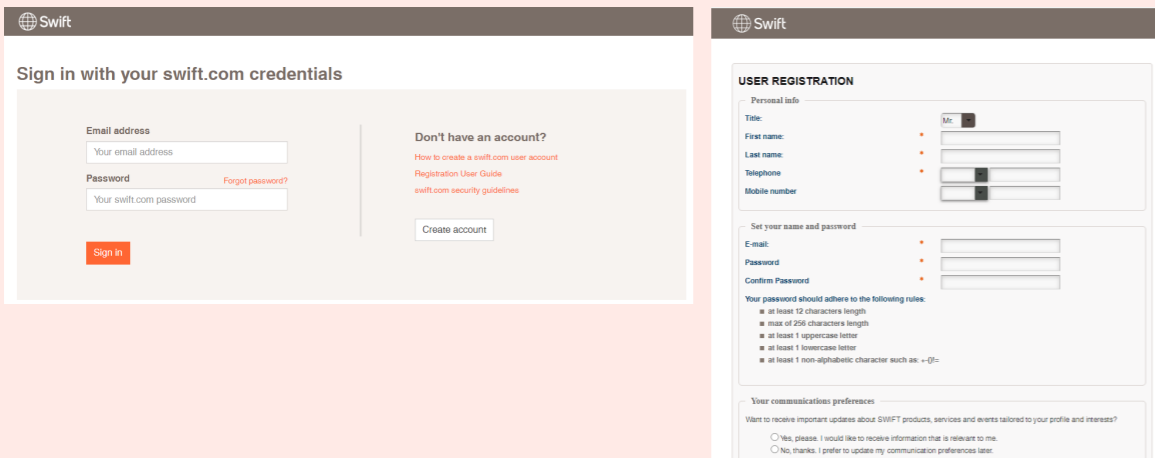 Swift
Sign in with your swift.com credentials
Email address
Your email address
Password Forgot password?
Your swift.com password
Sign in
Don't have an account?
How to create a swift.com user account
Registration User Guide
swift.com security guidelines
Create account
Swift
USER REGISTRATION
Personal info
Title: Mr.
First name: *
Last name: *
Telephone *
Mobile number
Set your name and password
E-mail: *
Password *
Confirm Password *
Your password should adhere to the following rules:
at least 12 characters length
max of 256 characters length
at least 1 uppercase letter
at least 1 lowercase letter
at least 1 non-alphabetic character such as:
Your communications preferences
Want to receive important updates about SWIFT products, services and events tailored to your profile and interests?
Yes, please. I would like to receive information that is relevant to me.
No, thanks. I prefer to update my communication preferences later.